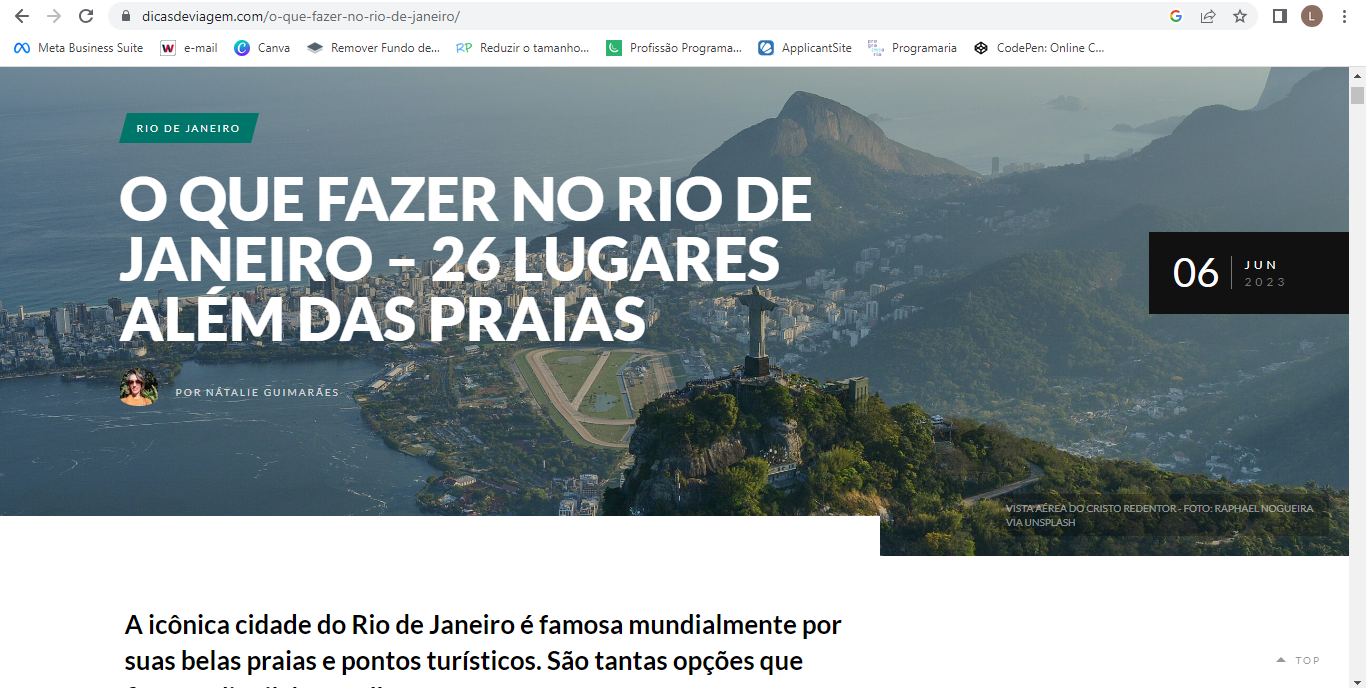 dicasdeviagem.com/o-que-fazer-no-rio-de-janeiro/
L
Meta Business Suite
e-mail
Canva
Remover Fundo de...
Reduzir o tamanho...
Profissão Programa...
ApplicantSite
Programaria
CodePen: Online C...
RIO DE JANEIRO
O QUE FAZER NO RIO DE
JANEIRO – 26 LUGARES
ALÉM DAS PRAIAS
POR NÁTALIE GUIMARÃES
06
JUN
2023
VISTA AÉREA DO CRISTO REDENTOR - FOTO: RAPHAEL NOGUEIRA
VIA UNSPLASH
A icônica cidade do Rio de Janeiro é famosa mundialmente por
suas belas praias e pontos turísticos. São tantas opções que
TOP